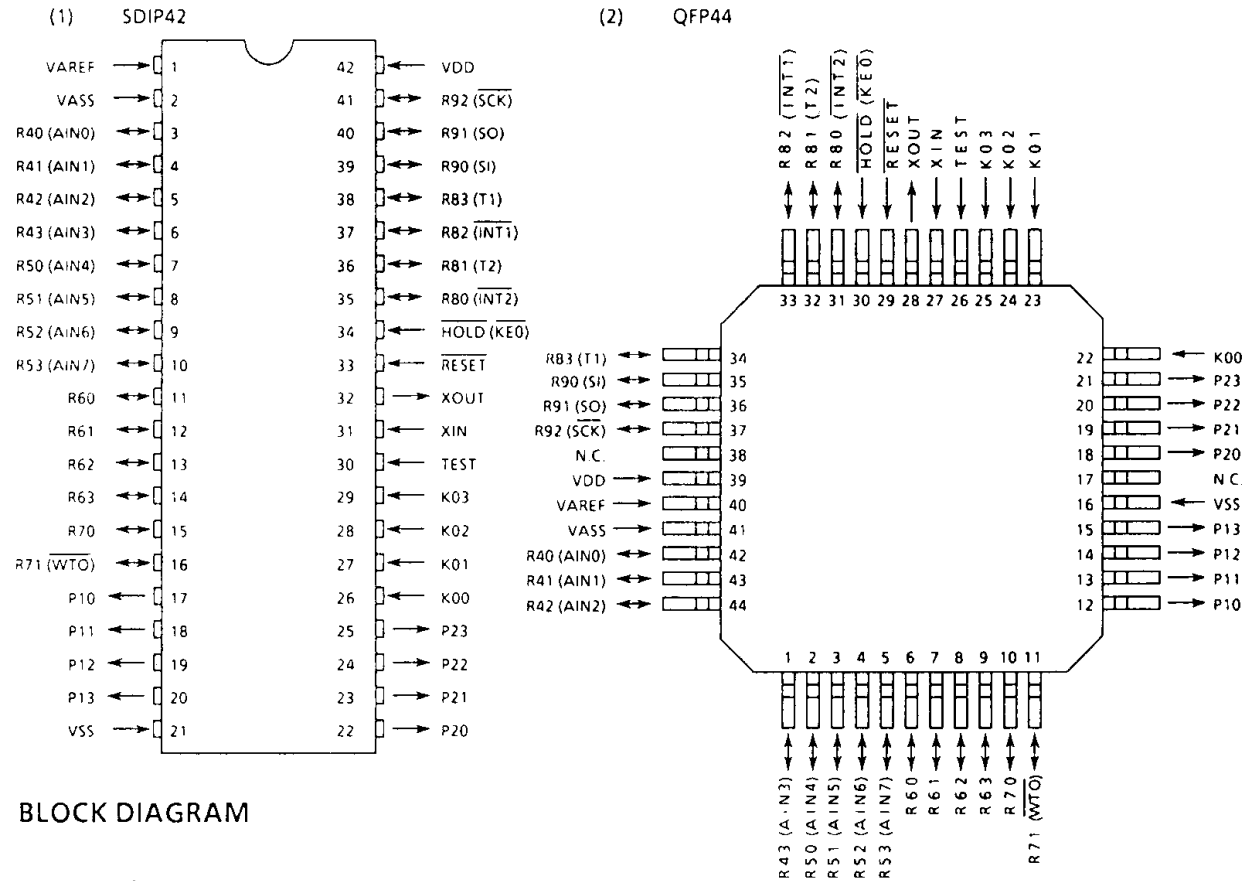 (1) SDIP42
VAREF 1 42 VDD
VASS 2 41 R92 (SCK)
R40 (AIN0) 3 40 R91 (SO)
R41 (AIN1) 4 39 R90 (SI)
R42 (AIN2) 5 38 R83 (T1)
R43 (AIN3) 6 37 R82 (INT1)
R50 (AIN4) 7 36 R81 (T2)
R51 (AIN5) 8 35 R80 (INT2)
R52 (AIN6) 9 34 HOLD (KE0)
R53 (AIN7) 10 33 RESET
R60 11 32 XOUT
R61 12 31 XIN
R62 13 30 TEST
R63 14 29 K03
R70 15 28 K02
R71 (WTO) 16 27 K01
P10 17 26 K00
P11 18 25 P23
P12 19 24 P22
P13 20 23 P21
VSS 21 22 P20
(2) QFP44
R82 (INT1)
R81 (T2)
R80 (INT2)
HOLD (KE0)
RESET
XOUT
XIN
TEST
K03
K02
K01
33 32 31 30 29 28 27 26 25 24 23
R83 (T1) 34 22 K00
R90 (SI) 35 21 P23
R91 (SO) 36 20 P22
R92 (SCK) 37 19 P21
N.C. 38 18 P20
VDD 39 17 N.C.
VAREF 40 16 VSS
VASS 41 15 P13
R40 (AIN0) 42 14 P12
R41 (AIN1) 43 13 P11
R42 (AIN2) 44 12 P10
1 2 3 4 5 6 7 8 9 10 11
R43 (AIN3)
R50 (AIN4)
R51 (AIN5)
R52 (AIN6)
R53 (AIN7)
R60
R61
R62
R63
R70
R71 (WTO)
BLOCK DIAGRAM